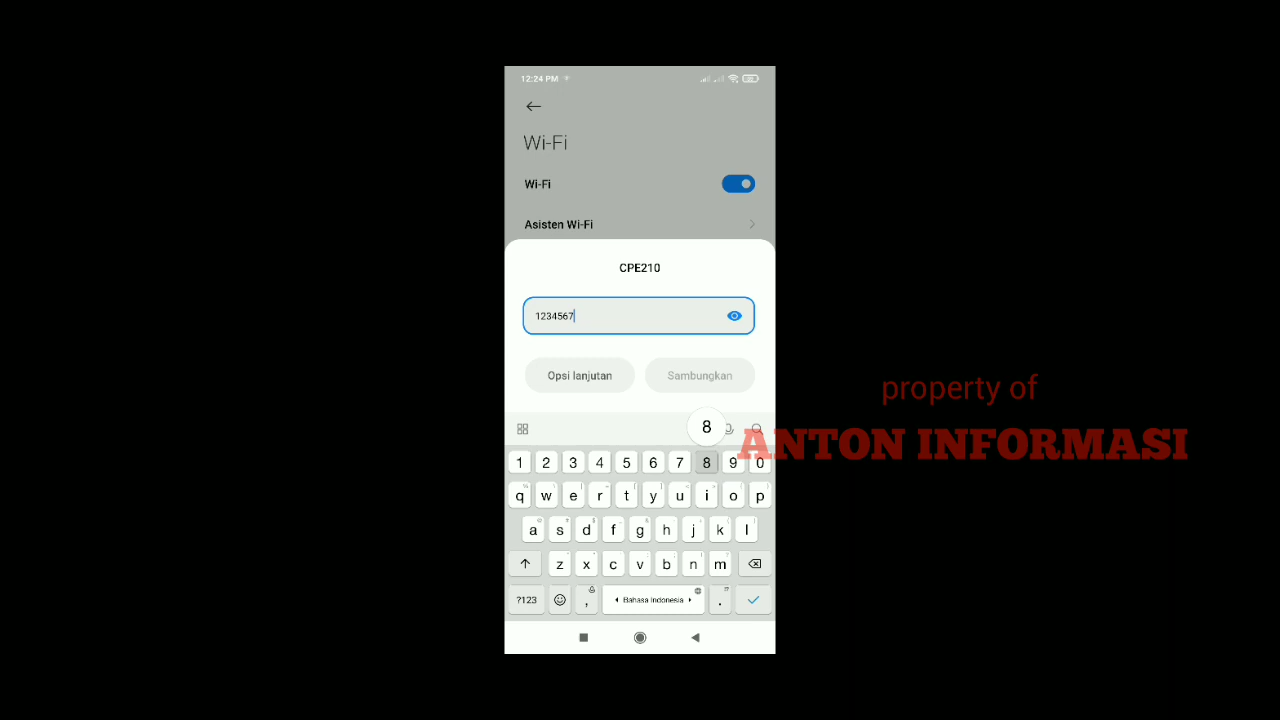 12:24 PM
Wi-Fi
Wi-Fi
Asisten Wi-Fi
CPE210
1234567
Opsi lanjutan
Sambungkan
8
property of
ANTON INFORMASI
1 2 3 4 5 6 7 8 9 0
q w e r t y u i o p
a s d f g h j k l
z x c v b n m
?123 , Bahasa Indonesia .